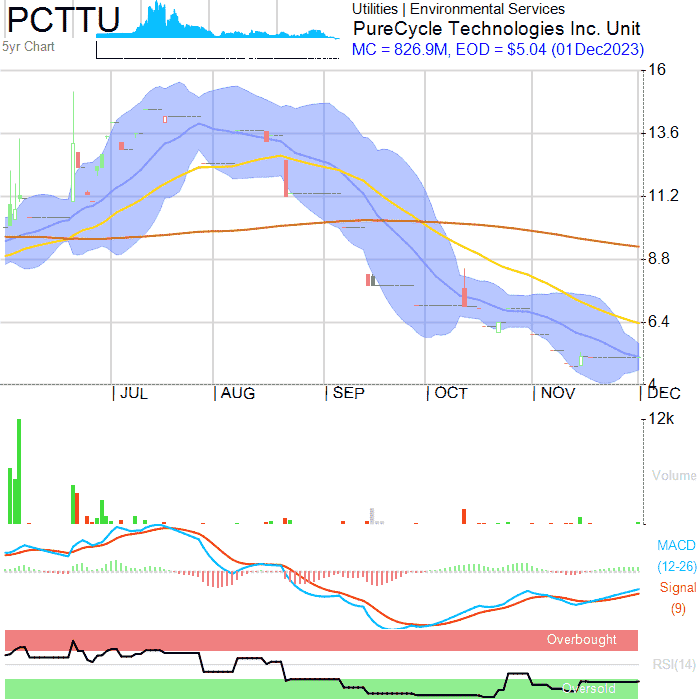 PCTTU
5yr Chart
Utilities | Environmental Services
PureCycle Technologies Inc. Unit
MC = 826.9M, EOD = $5.04 (01Dec2023)
16
13.6
11.2
8.8
6.4
4
JUL AUG SEP OCT NOV DEC
12k
Volume
MACD
(12-26)
Signal
(9)
Overbought
RSI(14)
Oversold